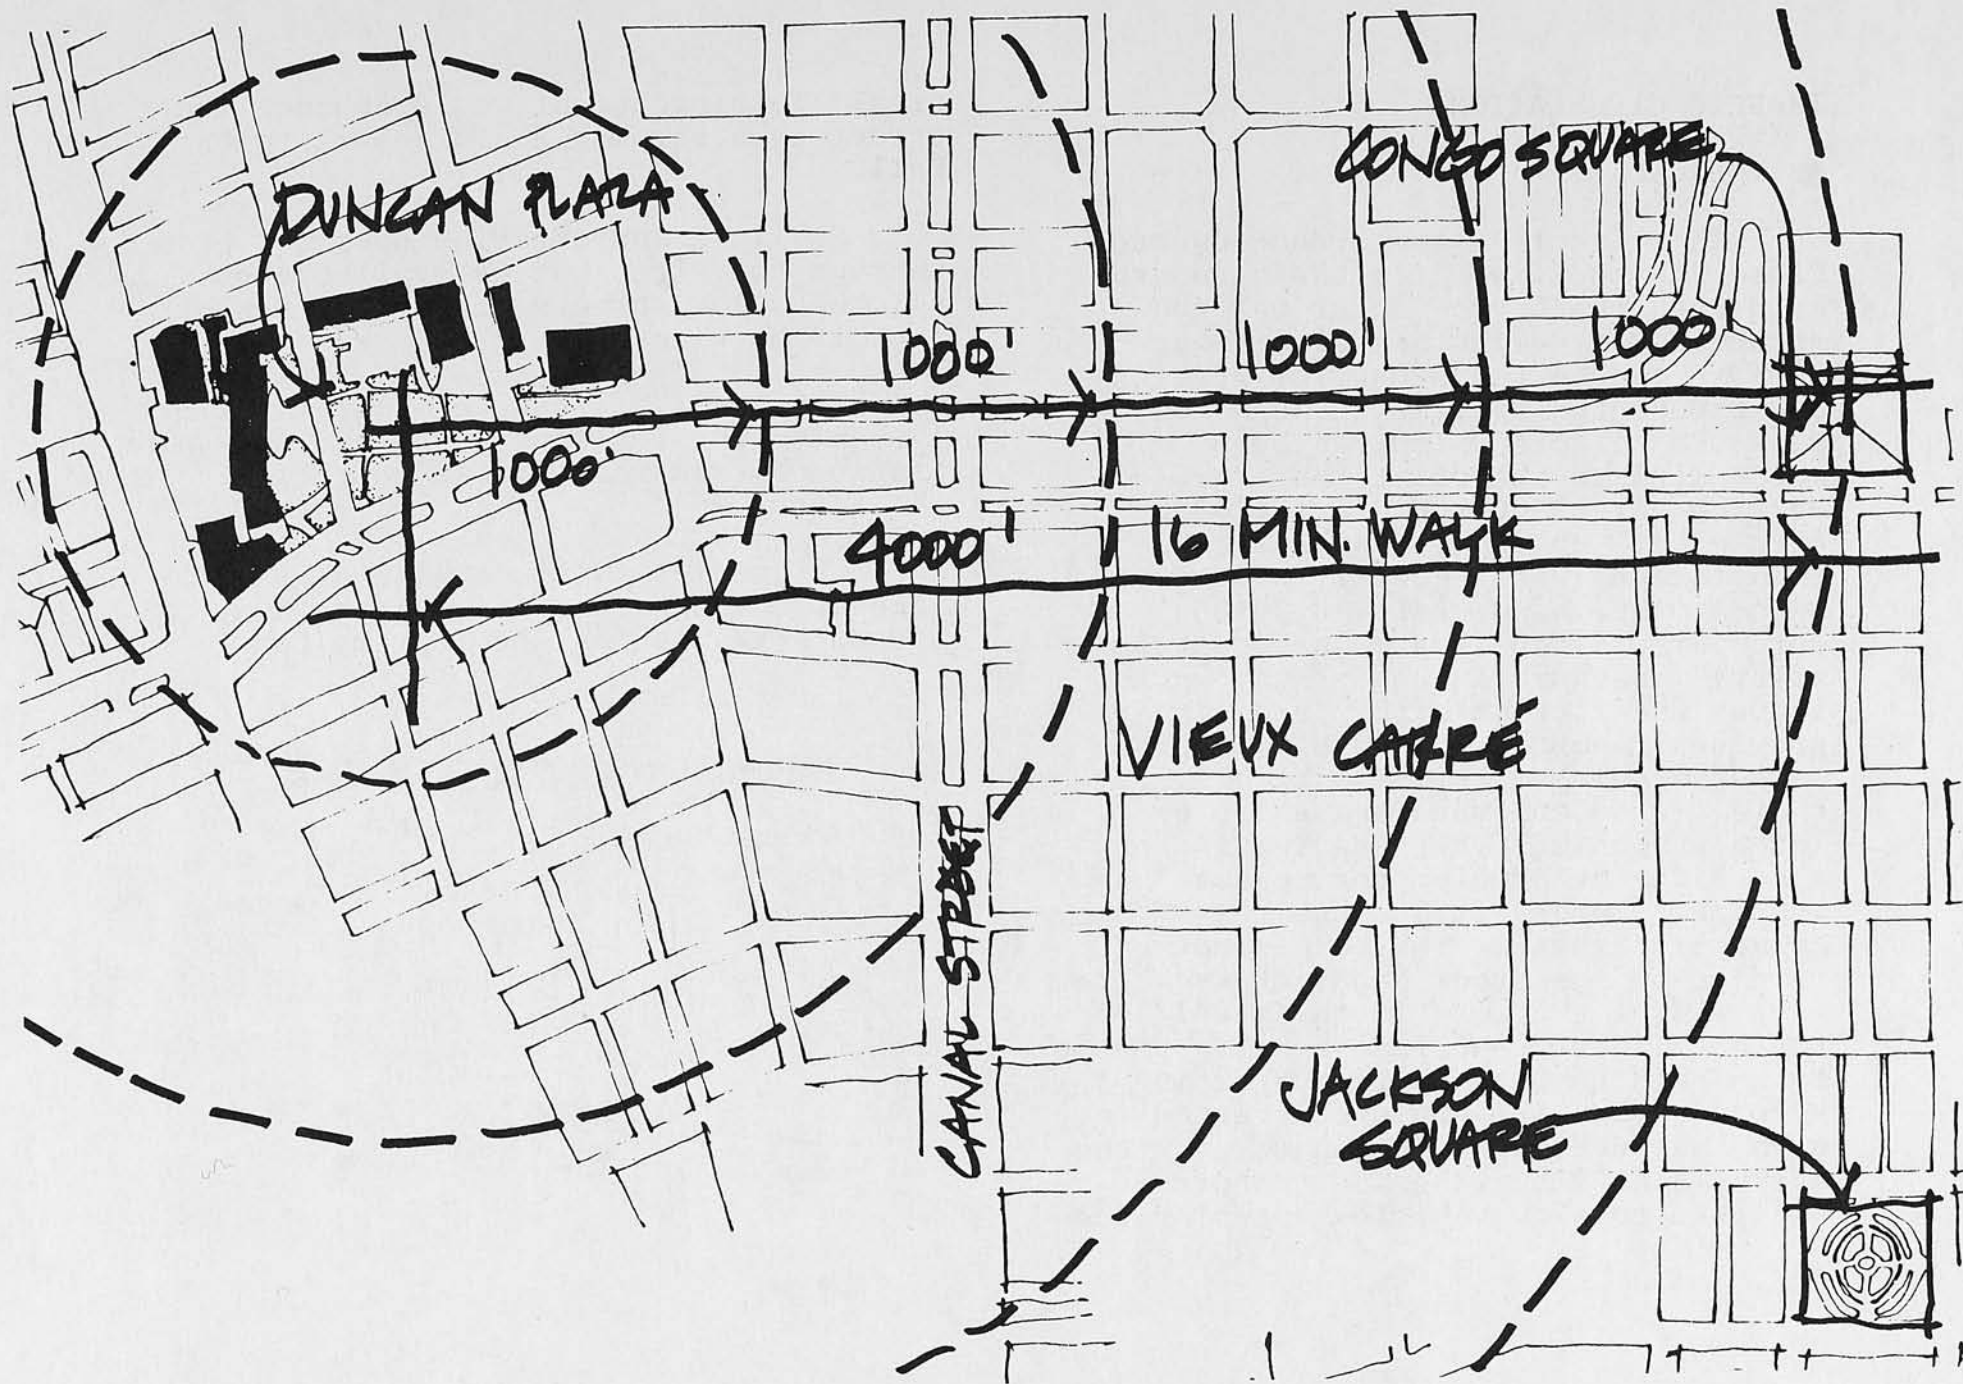 CONGO SQUARE
DUNCAN PLAZA
1000'
1000'
1000'
1000'
4000' 16 MIN. WALK
VIEUX CARRÉ
CANAL STREET
JACKSON
SQUARE